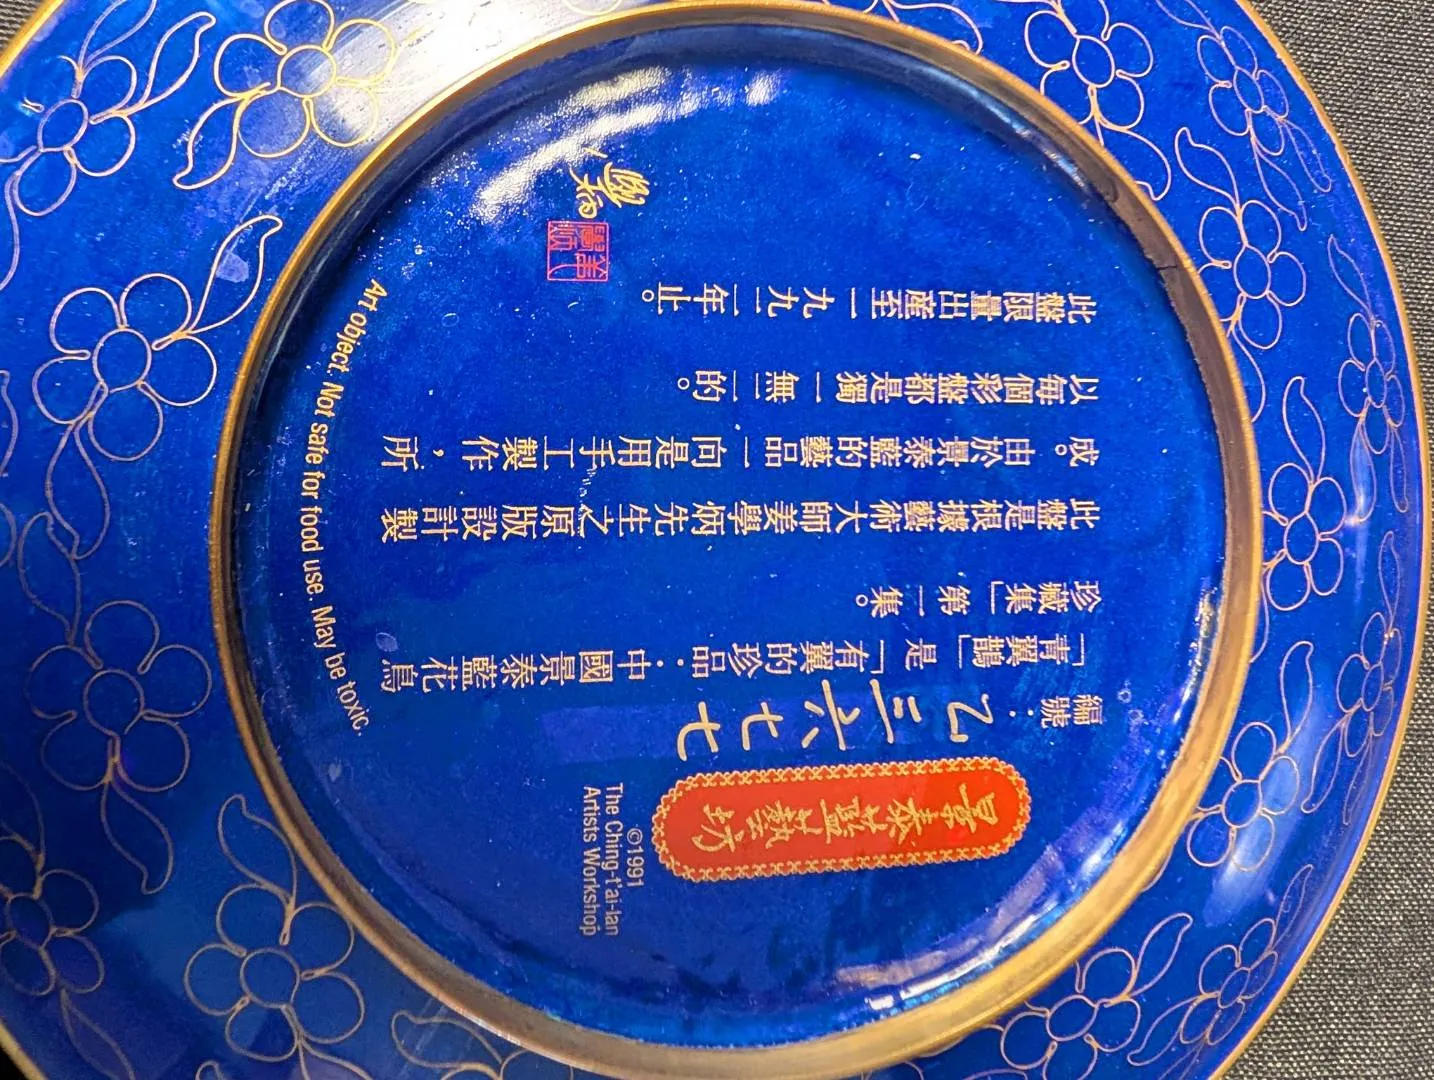 景泰藍藝坊
©1991
The Ching-t'ai-lan
Artists Workshop
編號：乙三六七七
「青翼鵲」是「有翼的珍品．中國景泰藍花鳥
珍藏集」第一集。
此盤是根據藝術大師姜學炳先生之原版設計製
成。由於景泰藍的藝品一向是用手工製作，所
以每個彩盤都是獨一無二的。
此盤限量出產至一九九二年止。
Art object. Not safe for food use. May be toxic.